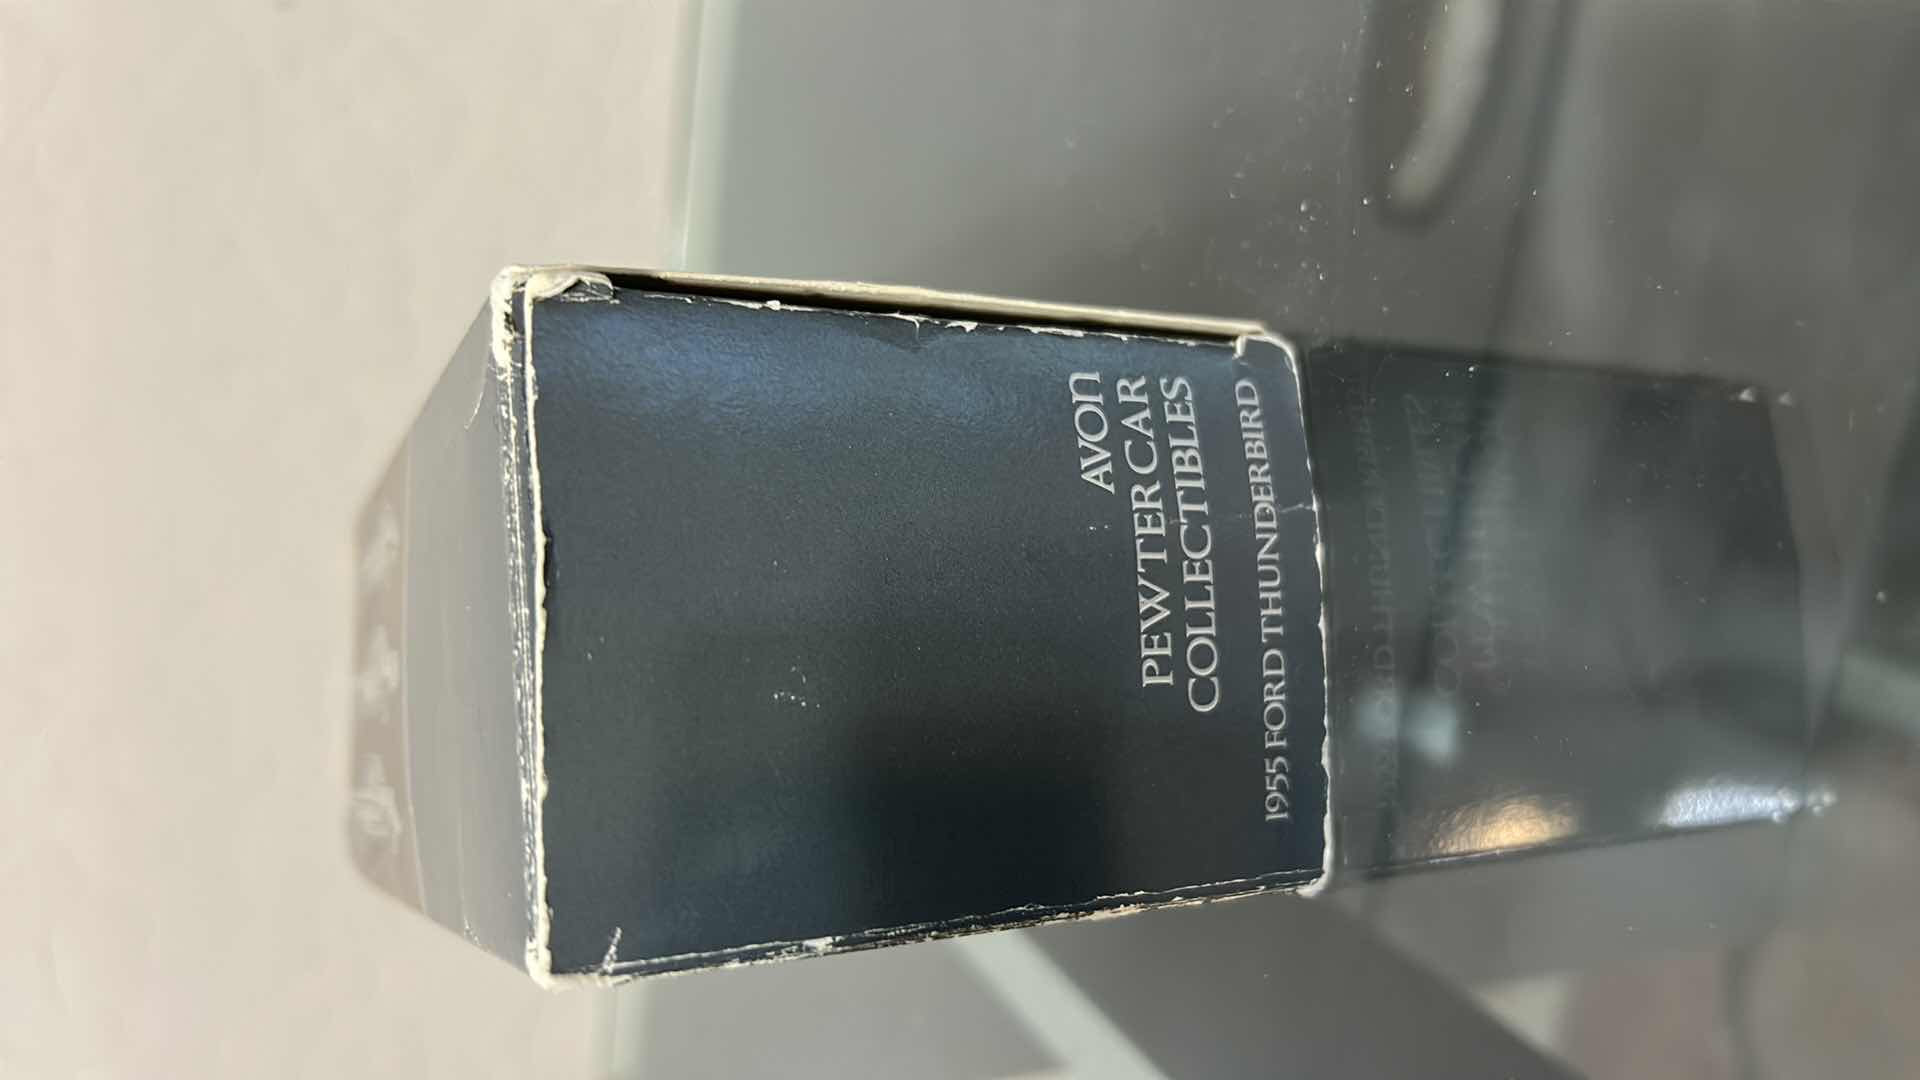 AVON
PEWTER CAR
COLLECTIBLES
1955 FORD THUNDERBIRD